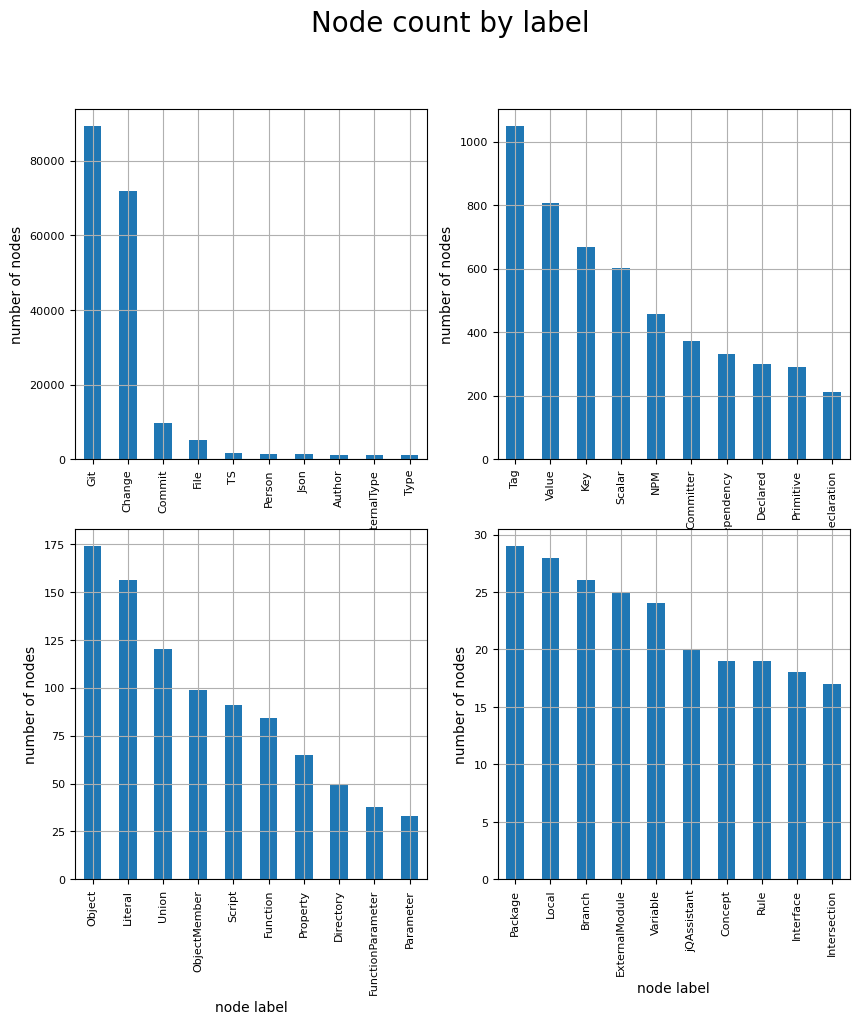 Node count by label
number of nodes
80000
60000
40000
20000
0
Git
Change
Commit
File
TS
Person
Json
Author
ternalType
Type
number of nodes
1000
800
600
400
200
0
Tag
Value
Key
Scalar
NPM
Committer
pendency
Declared
Primitive
eclaration
number of nodes
175
150
125
100
75
50
25
0
Object
Literal
Union
ObjectMember
Script
Function
Property
Directory
FunctionParameter
Parameter
node label
number of nodes
30
25
20
15
10
5
0
Package
Local
Branch
ExternalModule
Variable
jQAssistant
Concept
Rule
Interface
Intersection
node label